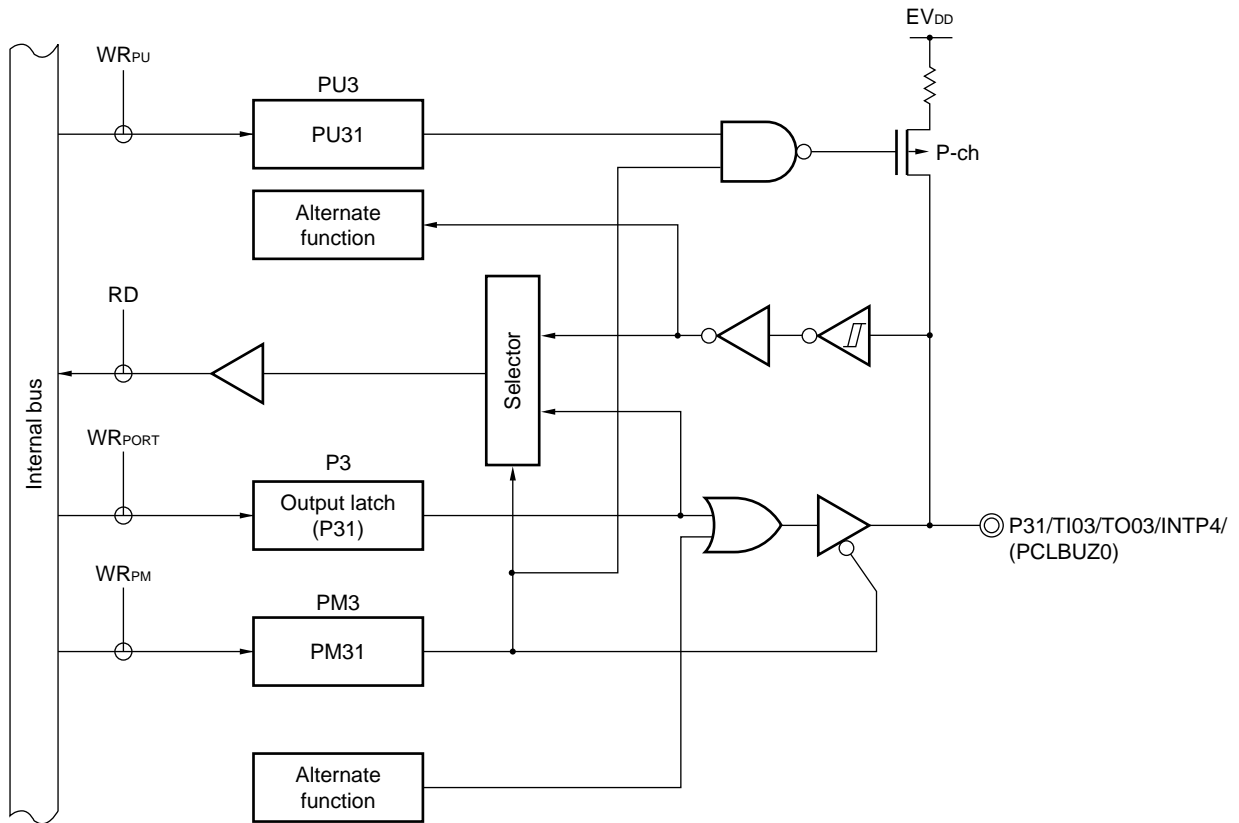 EVDD
WRPU
PU3
PU31
P-ch
Alternate
function
RD
Selector
Internal bus
WRPORT
P3
Output latch
(P31)
P31/TI03/TO03/INTP4/
(PCLBUZ0)
WRPM
PM3
PM31
Alternate
function